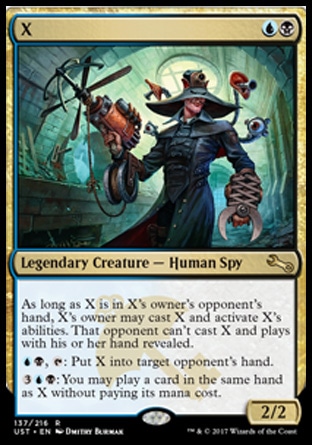 X
Legendary Creature — Human Spy
As long as X is in X's owner's opponent's
hand, X's owner may cast X and activate X's
abilities. That opponent can't cast X and plays
with his or her hand revealed.
, : Put X into target opponent's hand.
3 : You may play a card in the same hand
as X without paying its mana cost.
2/2
137/216 R
UST • EN Dmitry Burmak
™ & © 2017 Wizards of the Coast